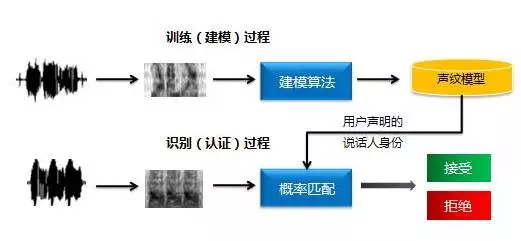 训练（建模）过程
建模算法
声纹模型
用户声明的
说话人身份
识别（认证）过程
概率匹配
接受
拒绝